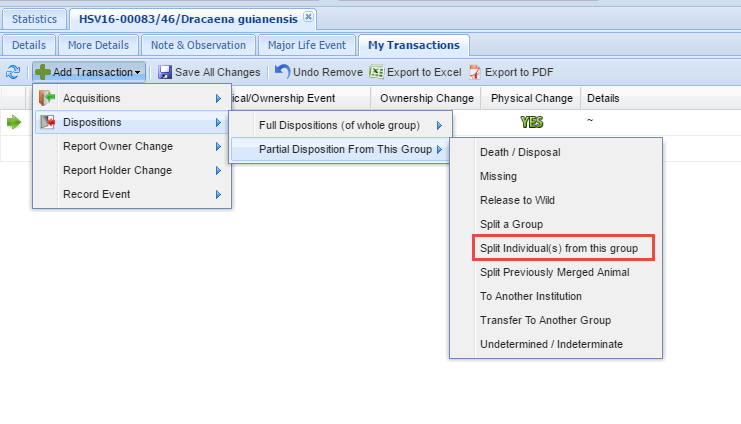 Statistics HSV16-00083/46/Dracaena guianensis
Details More Details Note & Observation Major Life Event My Transactions
Add Transaction Save All Changes Undo Remove Export to Excel Export to PDF
ical/Ownership Event Ownership Change Physical Change Details
YES ~
Acquisitions
Dispositions
Report Owner Change
Report Holder Change
Record Event
Full Dispositions (of whole group)
Partial Disposition From This Group
Death / Disposal
Missing
Release to Wild
Split a Group
Split Individual(s) from this group
Split Previously Merged Animal
To Another Institution
Transfer To Another Group
Undetermined / Indeterminate